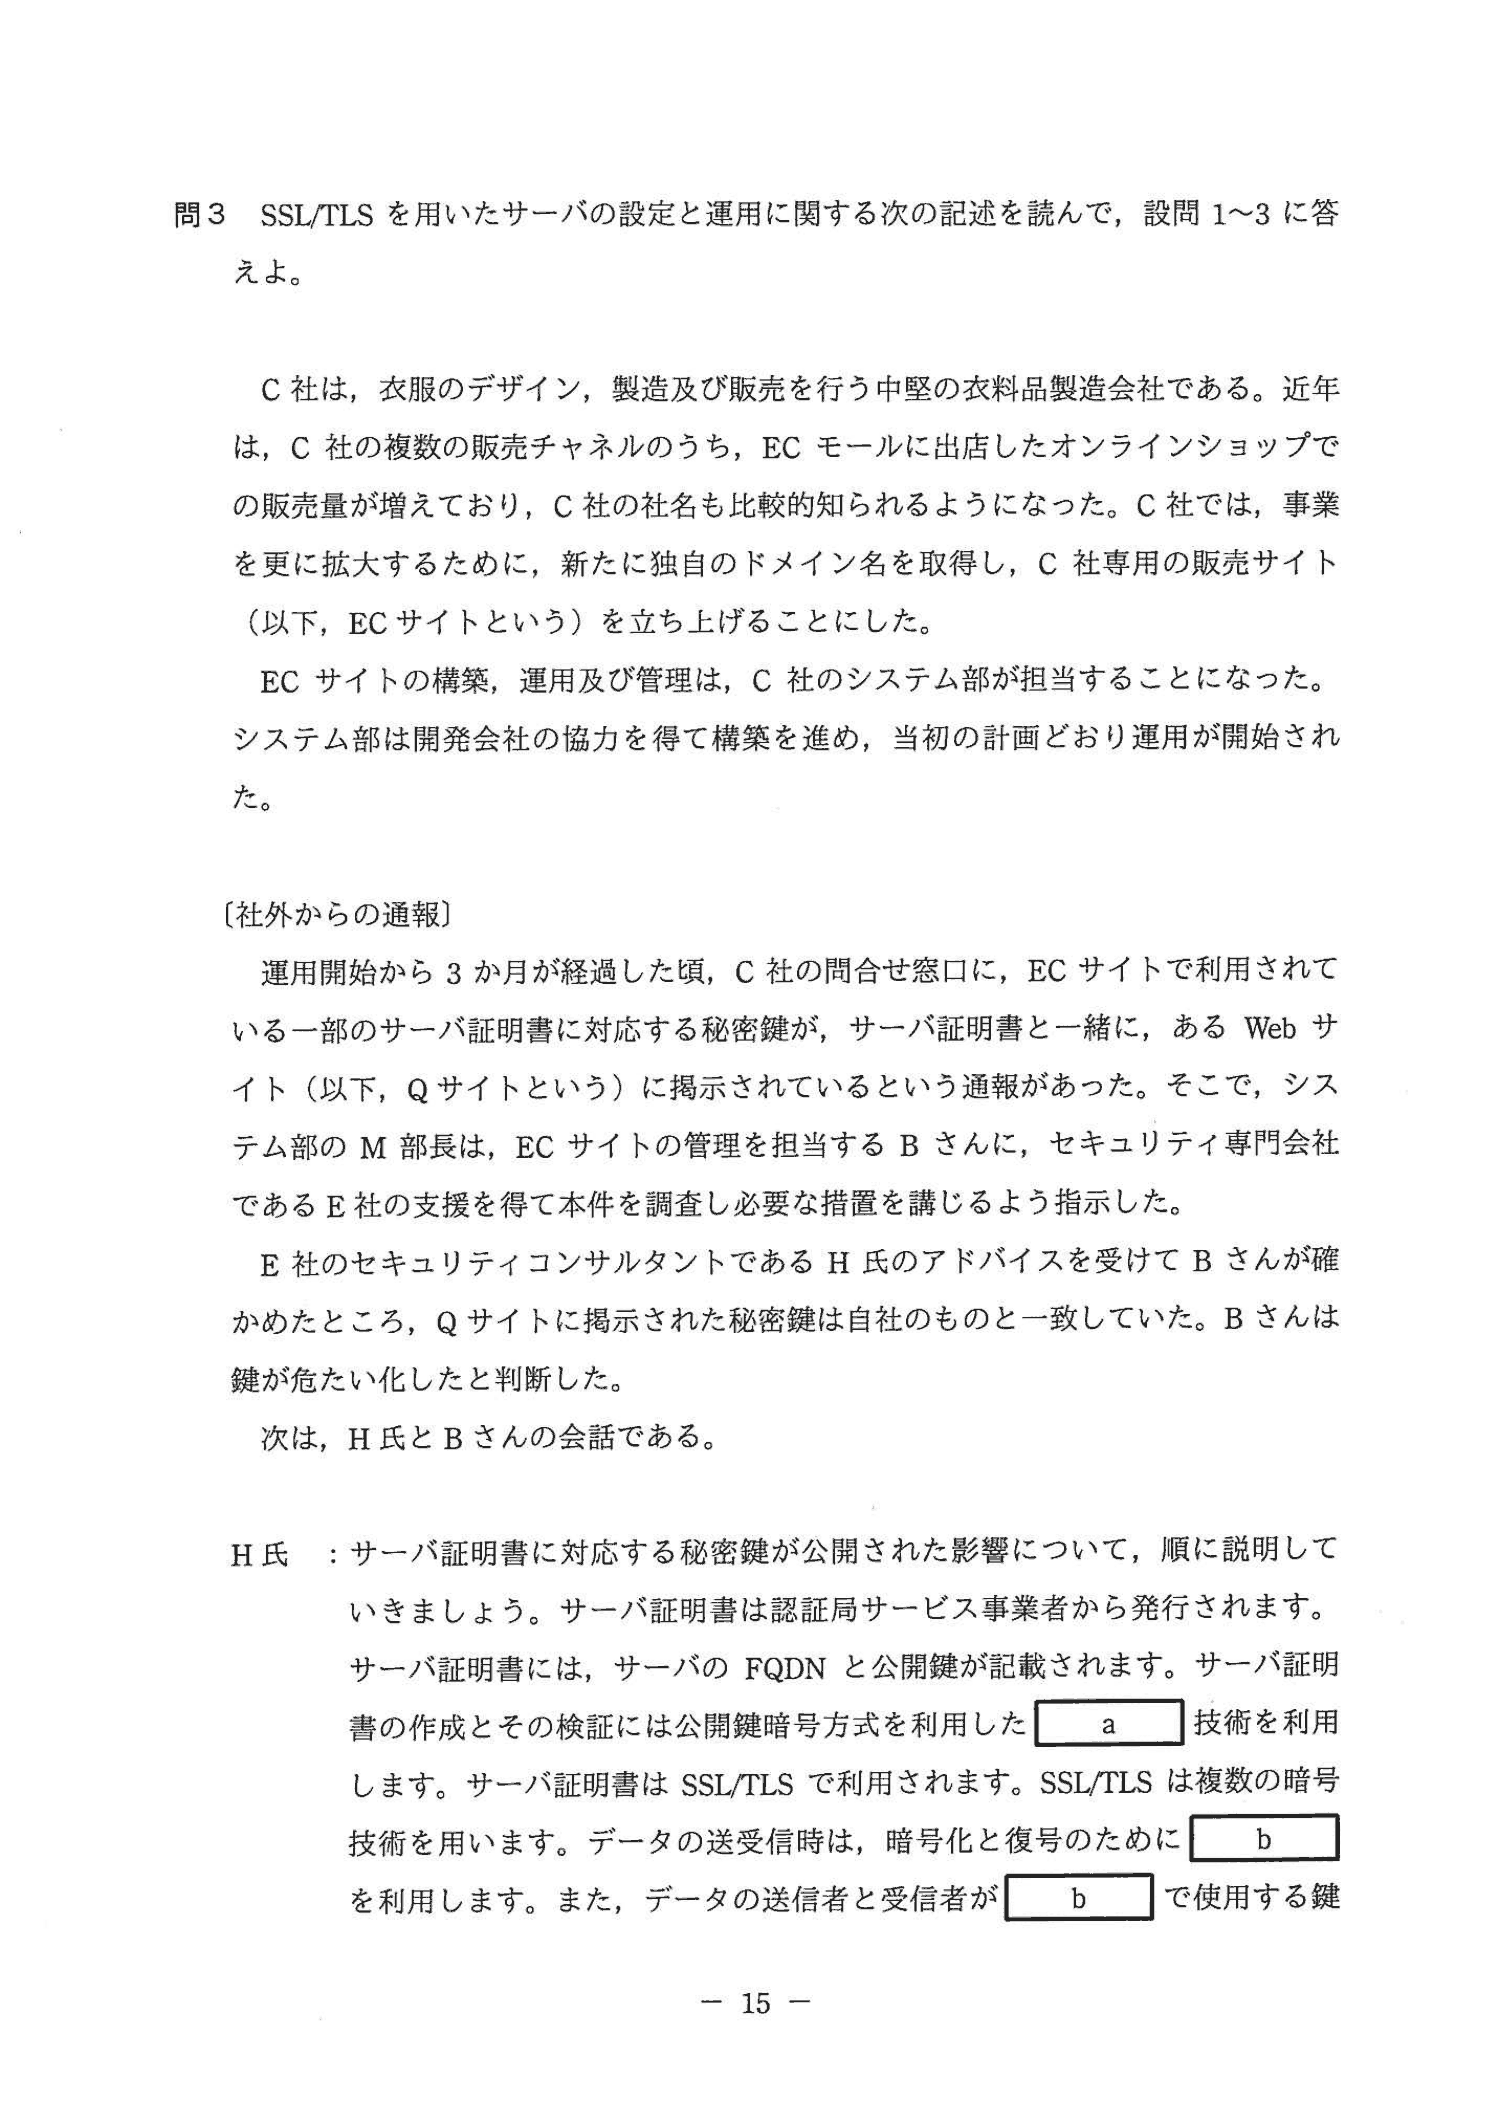 問3　SSL/TLS を用いたサーバの設定と運用に関する次の記述を読んで，設問 1～3 に答
えよ。
C 社は，衣服のデザイン，製造及び販売を行う中堅の衣料品製造会社である。近年
は，C 社の複数の販売チャネルのうち，EC モールに出店したオンラインショップで
の販売量が増えており，C 社の社名も比較的知られるようになった。C 社では，事業
を更に拡大するために，新たに独自のドメイン名を取得し，C 社専用の販売サイト
（以下，EC サイトという）を立ち上げることにした。
EC サイトの構築，運用及び管理は，C 社のシステム部が担当することになった。
システム部は開発会社の協力を得て構築を進め，当初の計画どおり運用が開始され
た。
〔社外からの通報〕
運用開始から 3 か月が経過した頃，C 社の問合せ窓口に，EC サイトで利用されて
いる一部のサーバ証明書に対応する秘密鍵が，サーバ証明書と一緒に，ある Web サ
イト（以下，Q サイトという）に掲示されているという通報があった。そこで，シス
テム部の M 部長は，EC サイトの管理を担当する B さんに，セキュリティ専門会社
である E 社の支援を得て本件を調査し必要な措置を講じるよう指示した。
E 社のセキュリティコンサルタントである H 氏のアドバイスを受けて B さんが確
かめたところ，Q サイトに掲示された秘密鍵は自社のものと一致していた。B さんは
鍵が危たい化したと判断した。
次は，H 氏と B さんの会話である。
H 氏　：サーバ証明書に対応する秘密鍵が公開された影響について，順に説明して
いきましょう。サーバ証明書は認証局サービス事業者から発行されます。
サーバ証明書には，サーバの FQDN と公開鍵が記載されます。サーバ証明
書の作成とその検証には公開鍵暗号方式を利用した a 技術を利用
します。サーバ証明書は SSL/TLS で利用されます。SSL/TLS は複数の暗号
技術を用います。データの送受信時は，暗号化と復号のために b
を利用します。また，データの送信者と受信者が b で使用する鍵
－ 15 －